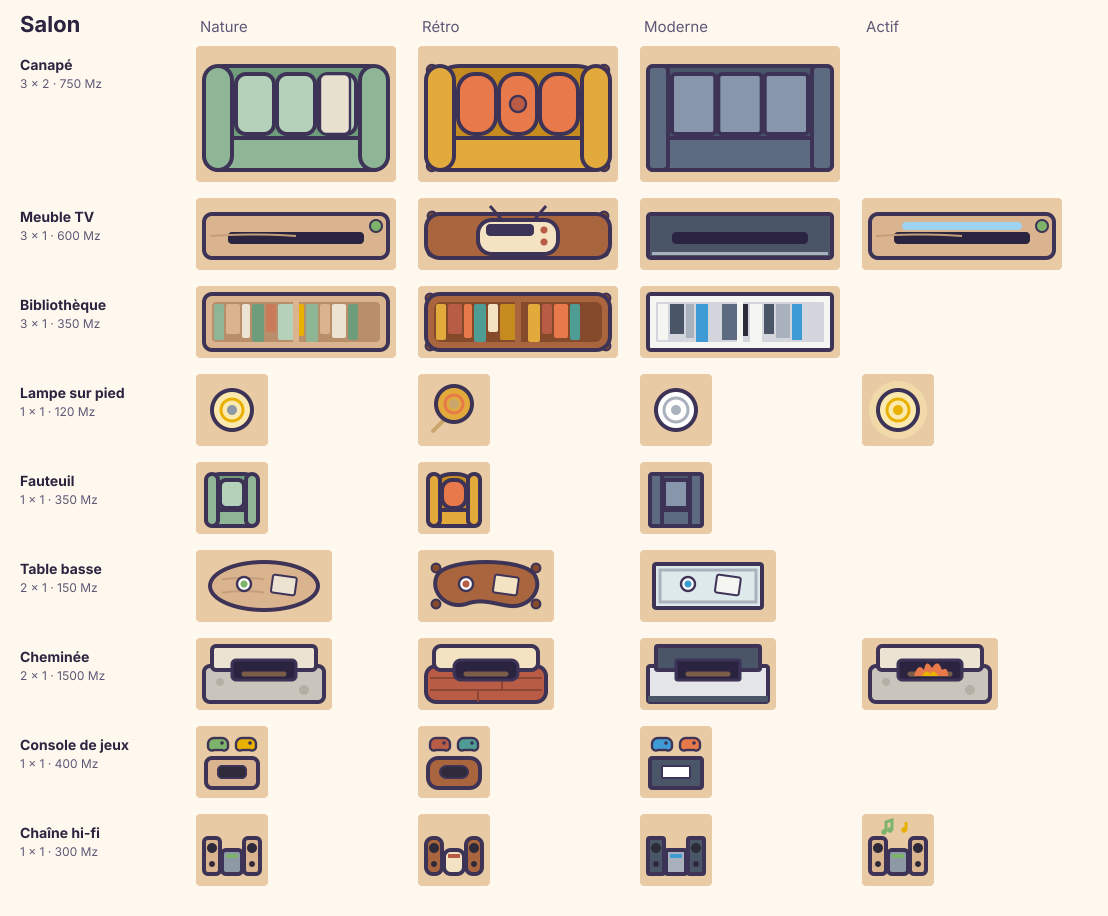 Salon
Nature
Rétro
Moderne
Actif
Canapé
3 × 2 · 750 Mz
Meuble TV
3 × 1 · 600 Mz
Bibliothèque
3 × 1 · 350 Mz
Lampe sur pied
1 × 1 · 120 Mz
Fauteuil
1 × 1 · 350 Mz
Table basse
2 × 1 · 150 Mz
Cheminée
2 × 1 · 1500 Mz
Console de jeux
1 × 1 · 400 Mz
Chaîne hi-fi
1 × 1 · 300 Mz